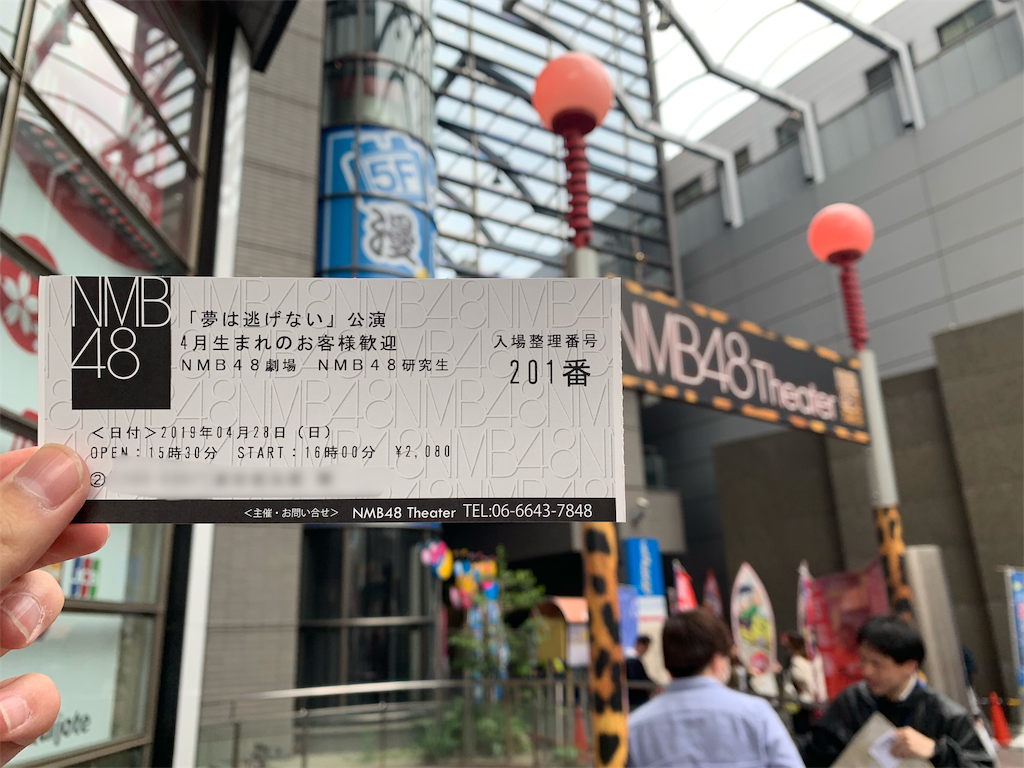 5F
漫
NMB
48
「夢は逃げない」公演
4月生まれのお客様歓迎
NMB48劇場 NMB48研究生
入場整理番号
201番
<日付>2019年04月28日(日)
OPEN:15時30分 START:16時00分 ¥2,080
②
<主催・お問い合せ> NMB48 Theater TEL:06-6643-7848
NMB48 Theater